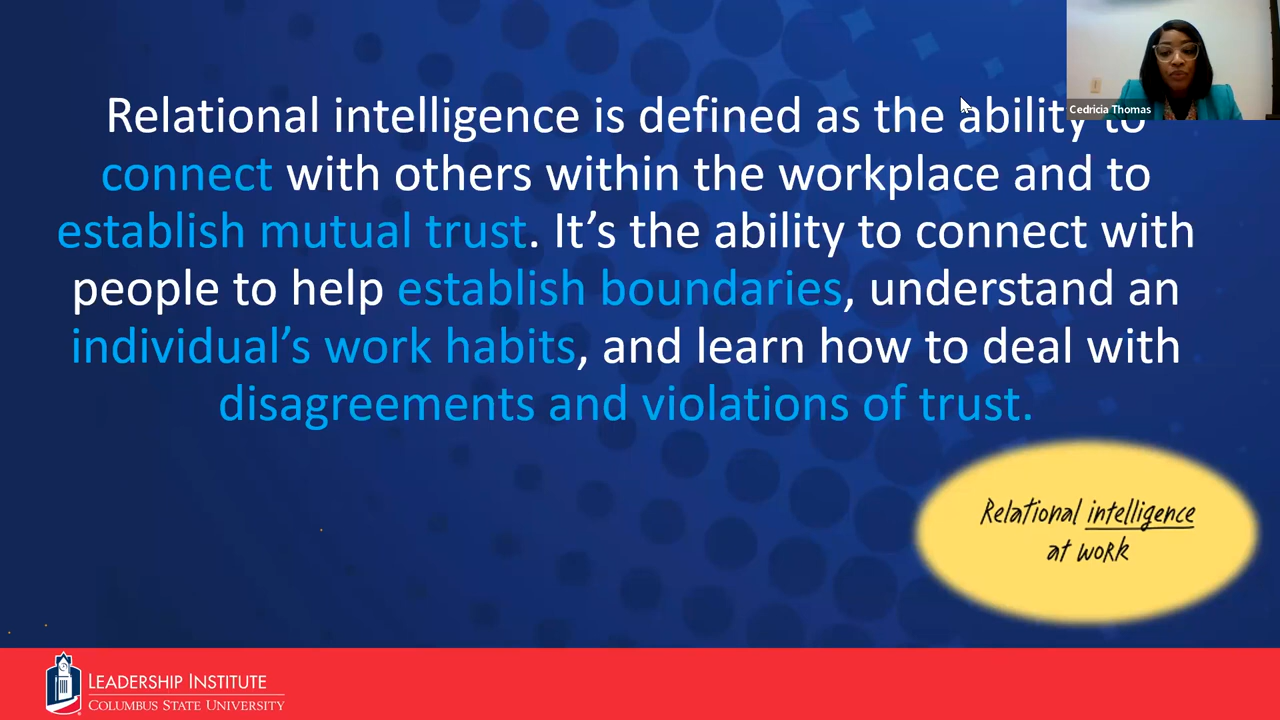 Relational intelligence is defined as the ability to
connect with others within the workplace and to
establish mutual trust. It’s the ability to connect with
people to help establish boundaries, understand an
individual’s work habits, and learn how to deal with
disagreements and violations of trust.
Cedricia Thomas
Relational intelligence
at work
LEADERSHIP INSTITUTE
COLUMBUS STATE UNIVERSITY